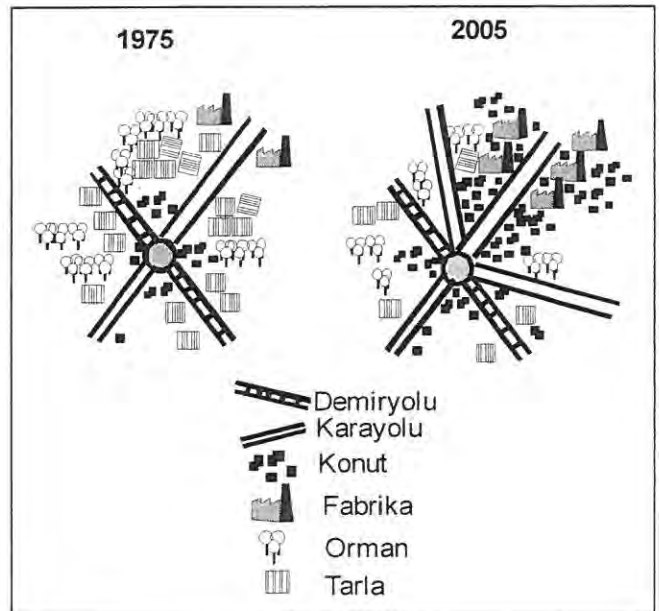 1975
2005
Demiryolu
Karayolu
Konut
Fabrika
Orman
Tarla